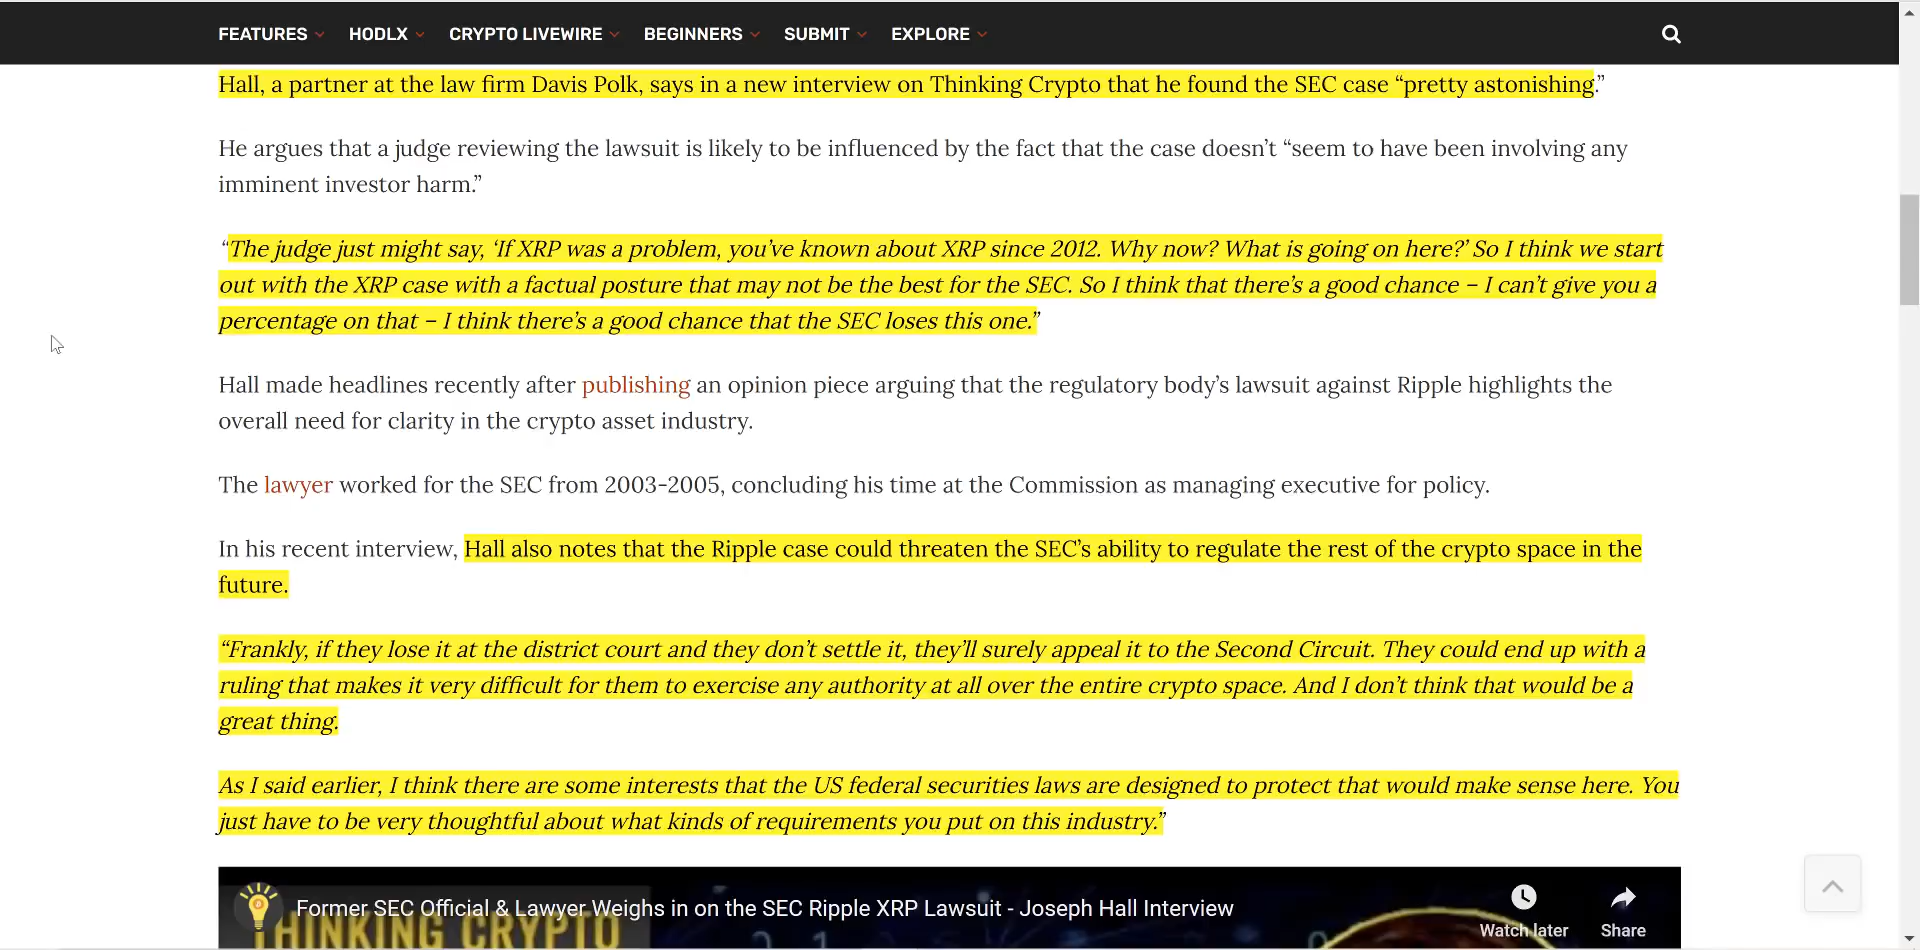 FEATURES HODLX CRYPTO LIVEWIRE BEGINNERS SUBMIT EXPLORE
Hall, a partner at the law firm Davis Polk, says in a new interview on Thinking Crypto that he found the SEC case “pretty astonishing.”
He argues that a judge reviewing the lawsuit is likely to be influenced by the fact that the case doesn’t “seem to have been involving any
imminent investor harm.”
“The judge just might say, ‘If XRP was a problem, you’ve known about XRP since 2012. Why now? What is going on here?’ So I think we start
out with the XRP case with a factual posture that may not be the best for the SEC. So I think that there’s a good chance – I can’t give you a
percentage on that – I think there’s a good chance that the SEC loses this one.”
Hall made headlines recently after publishing an opinion piece arguing that the regulatory body’s lawsuit against Ripple highlights the
overall need for clarity in the crypto asset industry.
The lawyer worked for the SEC from 2003-2005, concluding his time at the Commission as managing executive for policy.
In his recent interview, Hall also notes that the Ripple case could threaten the SEC’s ability to regulate the rest of the crypto space in the
future.
“Frankly, if they lose it at the district court and they don’t settle it, they’ll surely appeal it to the Second Circuit. They could end up with a
ruling that makes it very difficult for them to exercise any authority at all over the entire crypto space. And I don’t think that would be a
great thing.
As I said earlier, I think there are some interests that the US federal securities laws are designed to protect that would make sense here. You
just have to be very thoughtful about what kinds of requirements you put on this industry.”
Former SEC Official & Lawyer Weighs in on the SEC Ripple XRP Lawsuit - Joseph Hall Interview
THINKING CRYPTO
Watch later Share